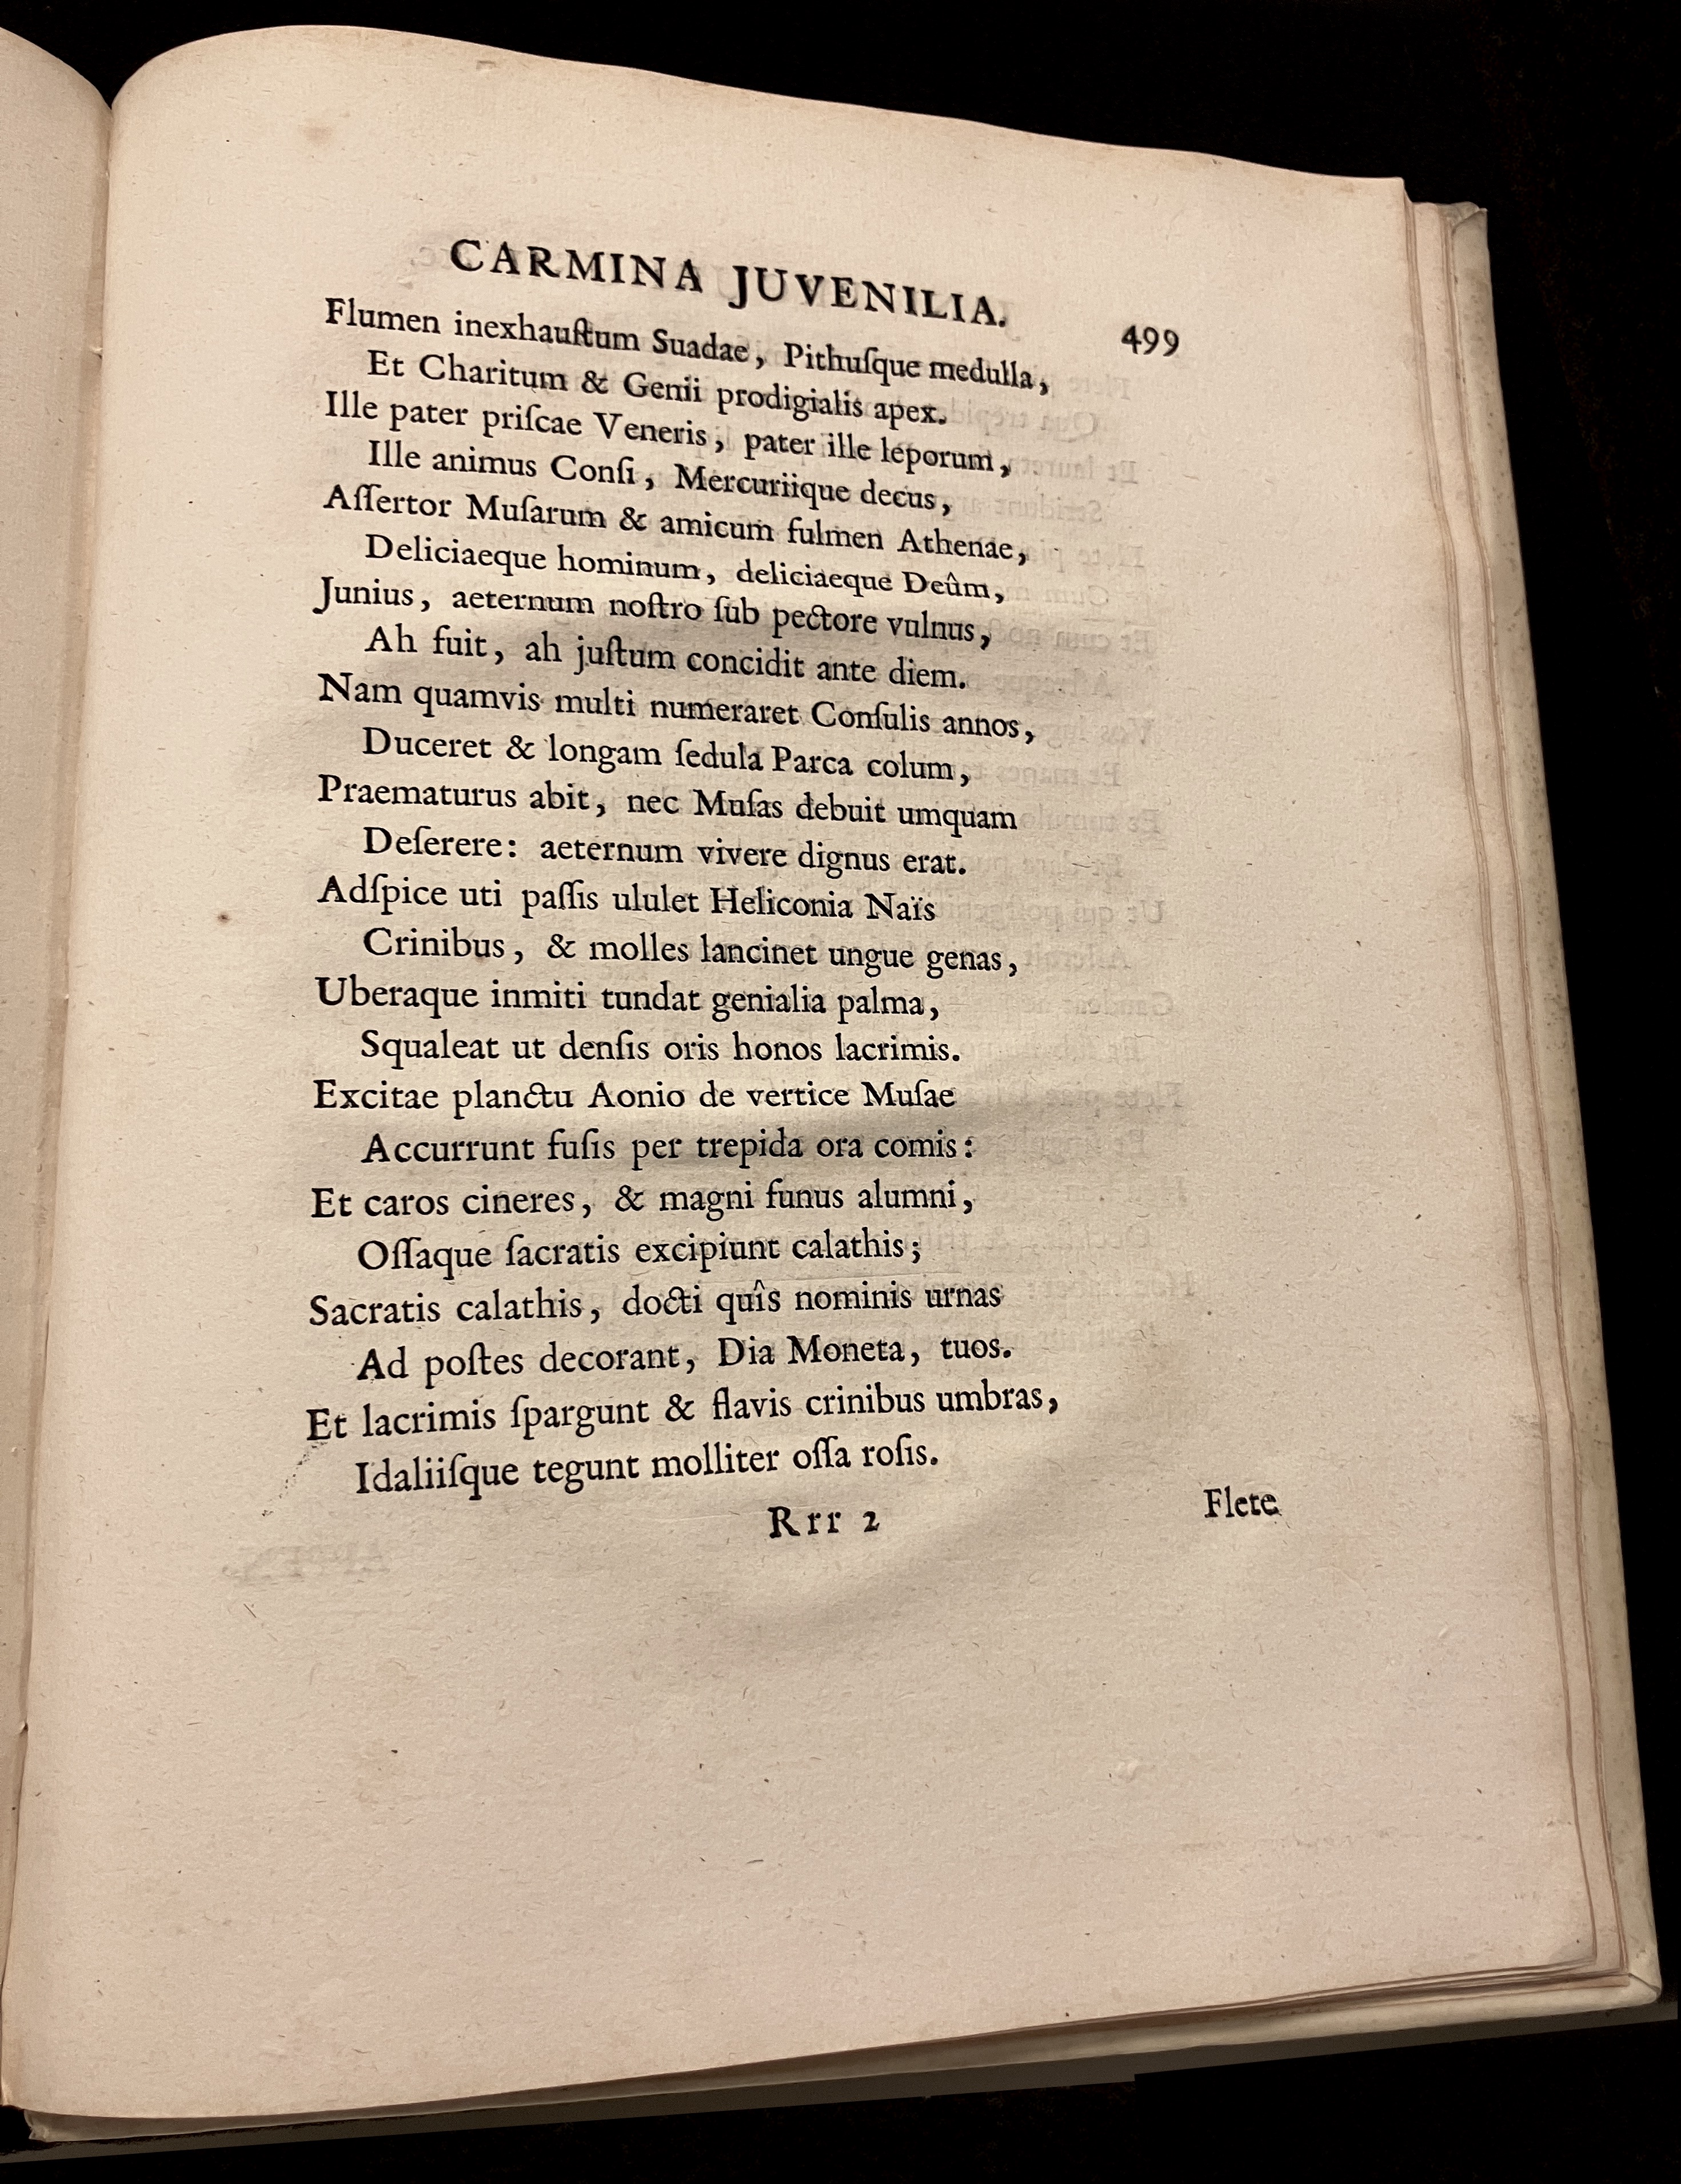 CARMINA JUVENILIA. 499
Flumen inexhauſtum Suadae, Pithuſque medulla,
Et Charitum & Genii prodigialis apex.
Ille pater priſcae Veneris, pater ille leporum,
Ille animus Conſi, Mercuriique decus,
Aſſertor Muſarum & amicum fulmen Athenae,
Deliciaeque hominum, deliciaeque Deûm,
Junius, aeternum noſtro ſub pectore vulnus,
Ah fuit, ah juſtum concidit ante diem.
Nam quamvis multi numeraret Conſulis annos,
Duceret & longam ſedula Parca colum,
Praematurus abit, nec Muſas debuit umquam
Deſerere: aeternum vivere dignus erat.
Adſpice uti paſſis ululet Heliconia Naïs
Crinibus, & molles lancinet ungue genas,
Uberaque inmiti tundat genialia palma,
Squaleat ut denſis oris honos lacrimis.
Excitae planctu Aonio de vertice Muſae
Accurrunt fuſis per trepida ora comis:
Et caros cineres, & magni funus alumni,
Oſſaque ſacratis excipiunt calathis;
Sacratis calathis, docti quîs nominis urnas
Ad poſtes decorant, Dia Moneta, tuos.
Et lacrimis ſpargunt & flavis crinibus umbras,
Idaliiſque tegunt molliter oſſa roſis.
Rrr 2 Flete